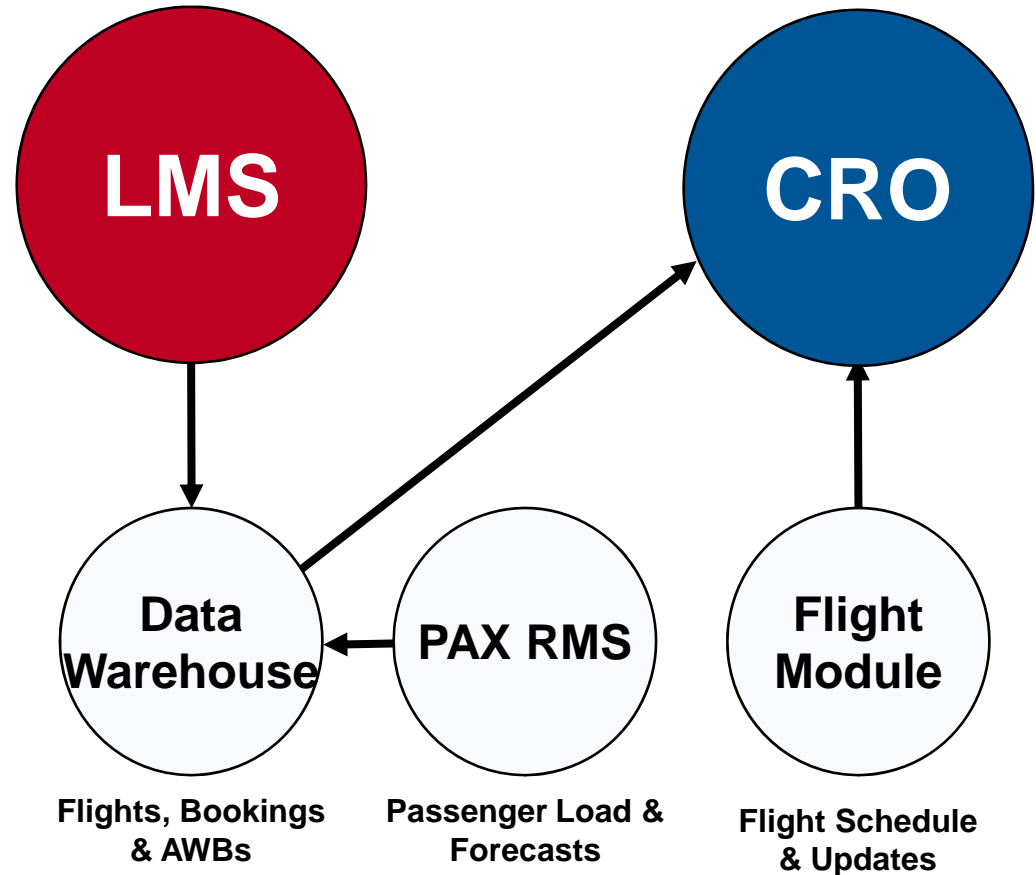 LMS
CRO
Data
Warehouse
PAX RMS
Flight
Module
Flights, Bookings
& AWBs
Passenger Load &
Forecasts
Flight Schedule
& Updates